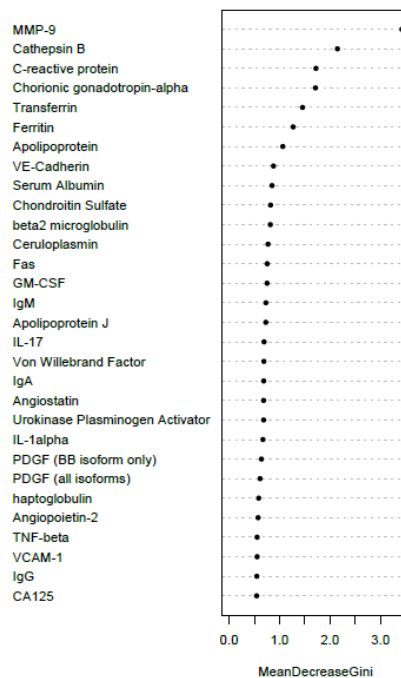 MMP-9
Cathepsin B
C-reactive protein
Chorionic gonadotropin-alpha
Transferrin
Ferritin
Apolipoprotein
VE-Cadherin
Serum Albumin
Chondroitin Sulfate
beta2 microglobulin
Ceruloplasmin
Fas
GM-CSF
IgM
Apolipoprotein J
IL-17
Von Willebrand Factor
IgA
Angiostatin
Urokinase Plasminogen Activator
IL-1alpha
PDGF (BB isoform only)
PDGF (all isoforms)
haptoglobulin
Angiopoietin-2
TNF-beta
VCAM-1
IgG
CA125
0.0 1.0 2.0 3.0
MeanDecreaseGini